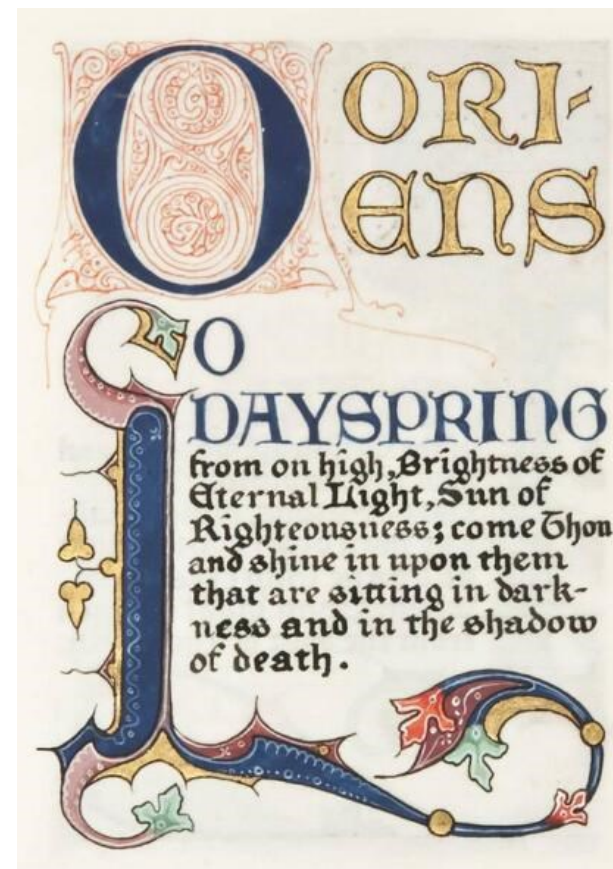 O ORI-
ENS
O
DAYSPRING
from on high, Brightness of
Eternal Light, Sun of
Righteousness; come Thou
and shine in upon them
that are sitting in dark-
ness and in the shadow
of death.